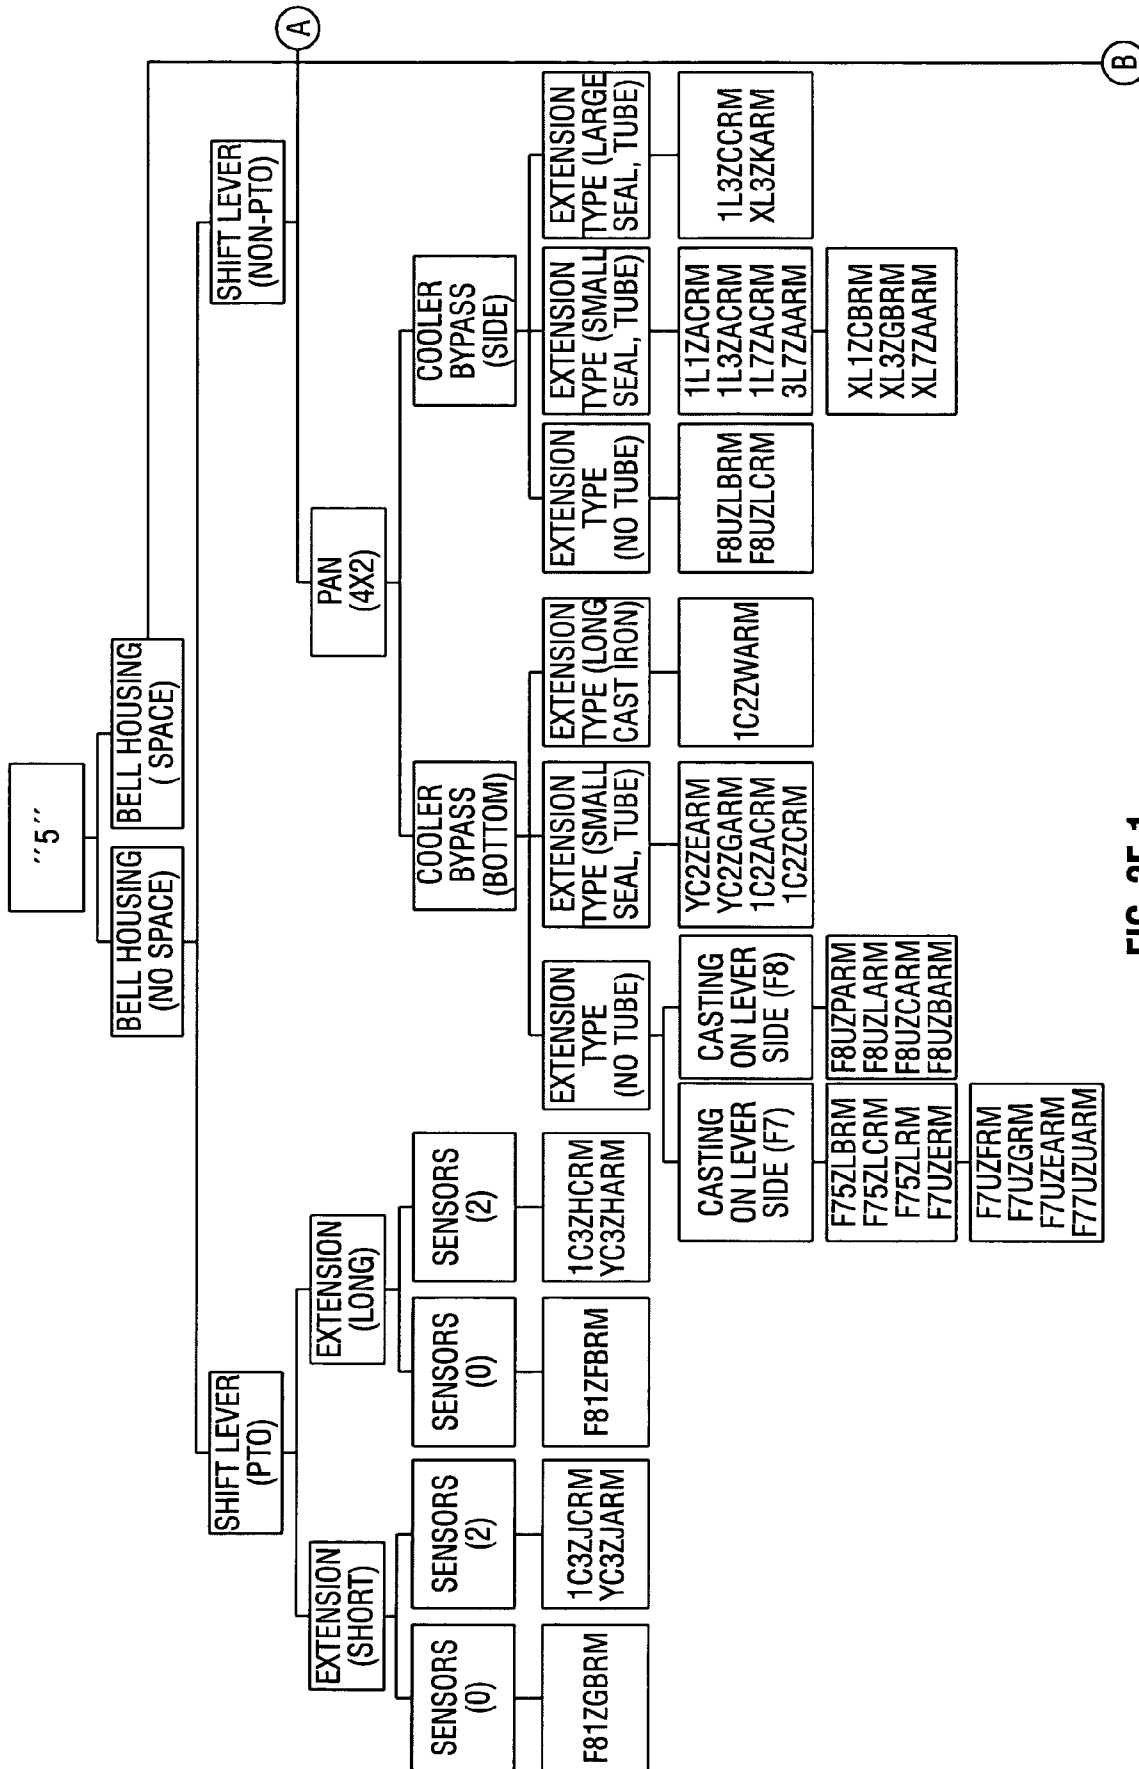 "5"
BELL HOUSING
(NO SPACE)
BELL HOUSING
( SPACE)
SHIFT LEVER
(PTO)
SHIFT LEVER
(NON-PTO)
A
EXTENSION
(SHORT)
EXTENSION
(LONG)
PAN
(4X2)
SENSORS
(0)
SENSORS
(2)
SENSORS
(0)
SENSORS
(2)
COOLER
BYPASS
(BOTTOM)
COOLER
BYPASS
(SIDE)
F81ZGBRM
1C3ZJCRM
YC3ZJARM
F81ZFBRM
1C3ZHCRM
YC3ZHARM
EXTENSION
TYPE
(NO TUBE)
EXTENSION
TYPE (SMALL
SEAL, TUBE)
EXTENSION
TYPE (LONG
CAST IRON)
EXTENSION
TYPE
(NO TUBE)
EXTENSION
TYPE (SMALL
SEAL, TUBE)
EXTENSION
TYPE (LARGE
SEAL, TUBE)
CASTING
ON LEVER
SIDE (F7)
CASTING
ON LEVER
SIDE (F8)
YC2ZEARM
YC2ZGARM
1C2ZACRM
1C2ZCRM
1C2ZWARM
F8UZLBRM
F8UZLCRM
1L1ZACRM
1L3ZACRM
1L7ZACRM
3L7ZAARM
1L3ZCCRM
XL3ZKARM
F75ZLBRM
F75ZLCRM
F75ZLRM
F7UZERM
F8UZPARM
F8UZLARM
F8UZCARM
F8UZBARM
XL1ZCBRM
XL3ZGBRM
XL7ZAARM
F7UZFRM
F7UZGRM
F7UZEARM
F77UZUARM
B